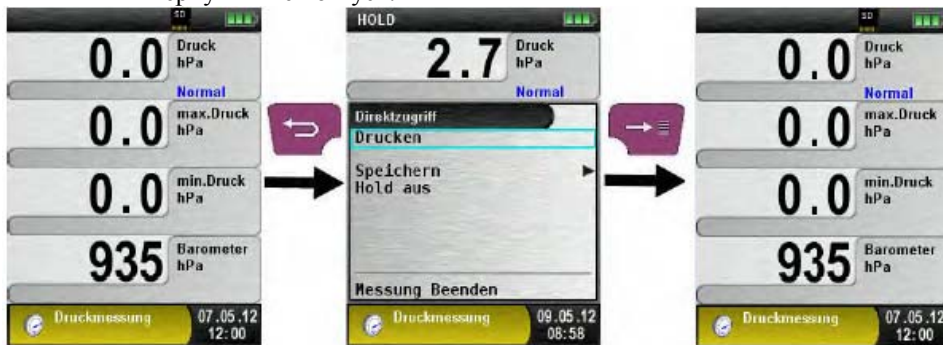 SD
0.0 Druck
hPa
Normal
0.0 max.Druck
hPa
0.0 min.Druck
hPa
935 Barometer
hPa
Druckmessung 07.05.12
12:00
HOLD
2.7 Druck
hPa
Normal
Direktzugriff
Drucken
Speichern
Hold aus
Messung Beenden
Druckmessung 09.05.12
08:58
SD
0.0 Druck
hPa
Normal
0.0 max.Druck
hPa
0.0 min.Druck
hPa
935 Barometer
hPa
Druckmessung 07.05.12
12:00